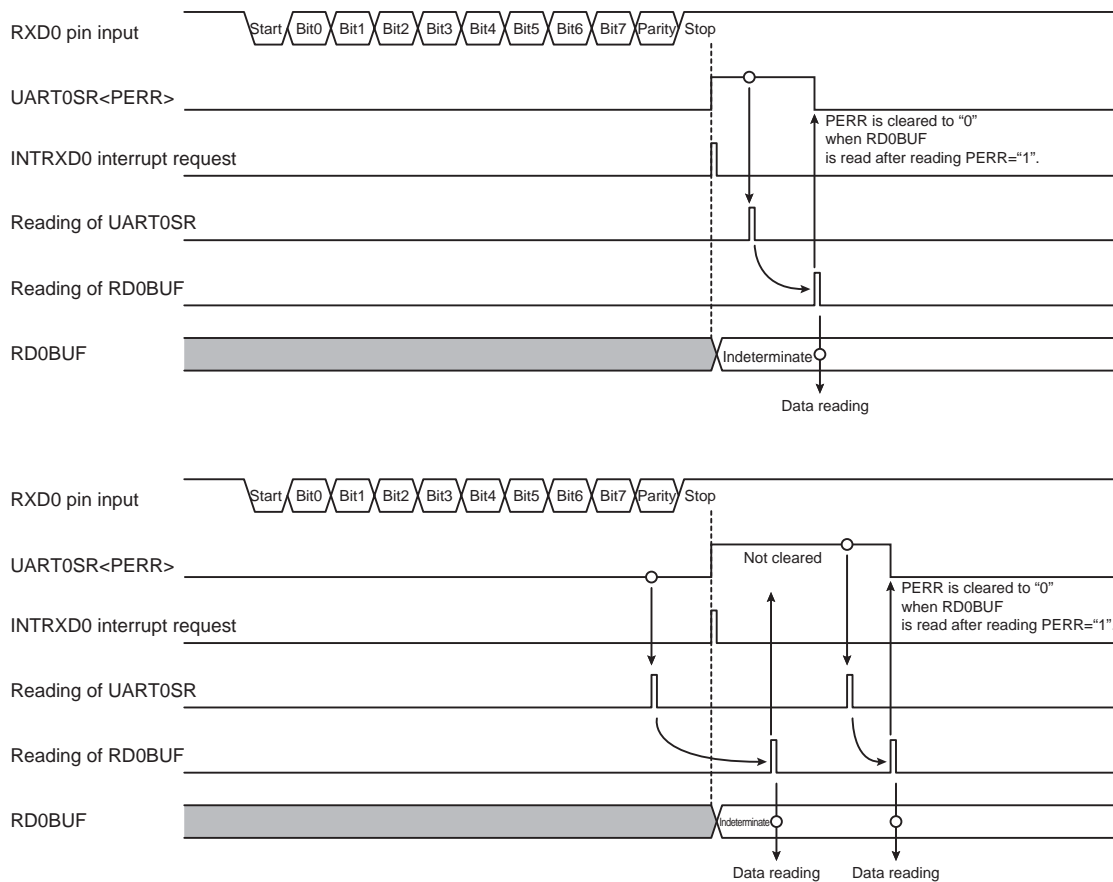 RXD0 pin input
Start Bit0 Bit1 Bit2 Bit3 Bit4 Bit5 Bit6 Bit7 Parity Stop
UART0SR<PERR>
PERR is cleared to “0”
when RD0BUF
is read after reading PERR=“1”.
INTRXD0 interrupt request
Reading of UART0SR
Reading of RD0BUF
RD0BUF
Indeterminate
Data reading
RXD0 pin input
Start Bit0 Bit1 Bit2 Bit3 Bit4 Bit5 Bit6 Bit7 Parity Stop
UART0SR<PERR>
Not cleared
PERR is cleared to “0”
when RD0BUF
is read after reading PERR=“1”.
INTRXD0 interrupt request
Reading of UART0SR
Reading of RD0BUF
RD0BUF
Indeterminate
Data reading Data reading